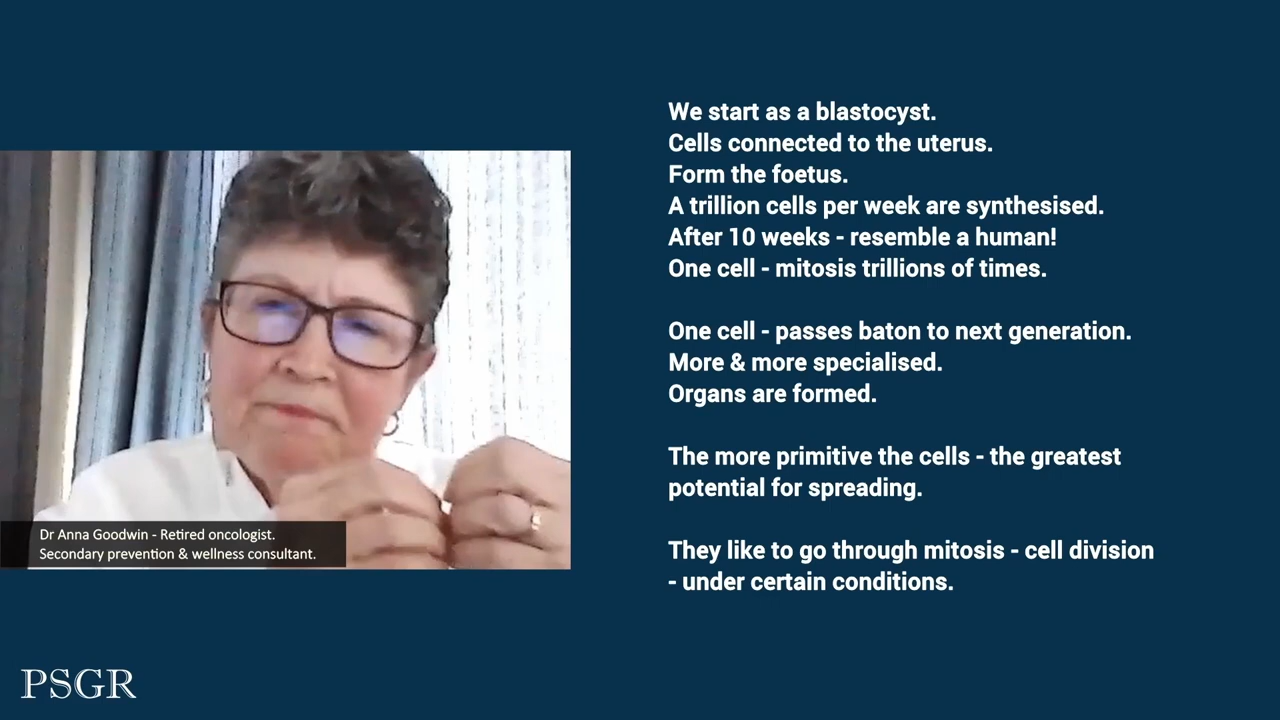 We start as a blastocyst.
Cells connected to the uterus.
Form the foetus.
A trillion cells per week are synthesised.
After 10 weeks - resemble a human!
One cell - mitosis trillions of times.
One cell - passes baton to next generation.
More & more specialised.
Organs are formed.
The more primitive the cells - the greatest
potential for spreading.
They like to go through mitosis - cell division
- under certain conditions.
Dr Anna Goodwin - Retired oncologist.
Secondary prevention & wellness consultant.
PSGR